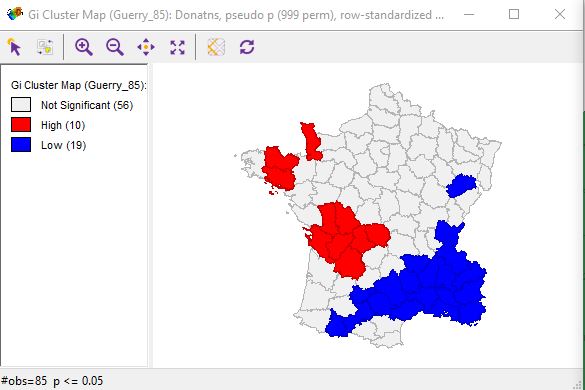 Gi Cluster Map (Guerry_85): Donatns, pseudo p (999 perm), row-standardized ...
Gi Cluster Map (Guerry_85):
Not Significant (56)
High (10)
Low (19)
#obs=85 p <= 0.05